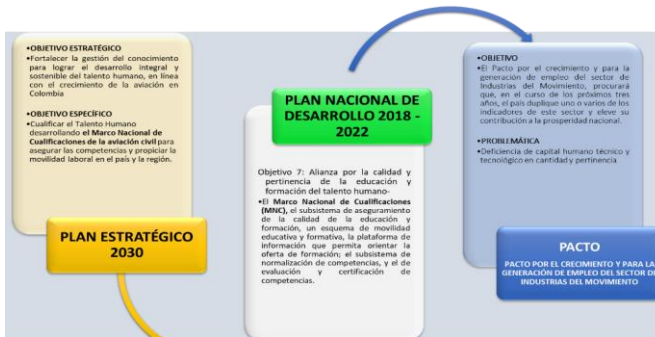 •OBJETIVO ESTRATÉGICO
•Fortalecer la gestión del conocimiento
para lograr el desarrollo integral y
sostenible del talento humano, en línea
con el crecimiento de la aviación en
Colombia
•OBJETIVO ESPECÍFICO
•Cualificar el Talento Humano
desarrollando el Marco Nacional de
Cualificaciones de la aviación civil para
asegurar las competencias y propiciar la
movilidad laboral en el país y la región.
PLAN ESTRATÉGICO
2030
PLAN NACIONAL DE
DESARROLLO 2018 -
2022
Objetivo 7: Alianza por la calidad y
pertinencia de la educación y
formación del talento humano-
•El Marco Nacional de Cualificaciones
(MNC), el subsistema de aseguramiento
de la calidad de la educación y
formación, un esquema de movilidad
educativa y formativa, la plataforma de
información que permita orientar la
oferta de formación; el subsistema de
normalización de competencias, y el de
evaluación y certificación de
competencias.
•OBJETIVO
•El Pacto por el crecimiento y para la
generación de empleo del sector de
Industrias del Movimiento, procurará
que, en el curso de los próximos tres
años, el país duplique uno o varios de los
indicadores de este sector y eleve su
contribución a la prosperidad nacional.
•PROBLEMÁTICA
•Deficiencia de capital humano técnico y
tecnológico en cantidad y pertinencia
PACTO
PACTO POR EL CRECIMIENTO Y PARA LA
GENERACIÓN DE EMPLEO DEL SECTOR DE
INDUSTRIAS DEL MOVIMIENTO